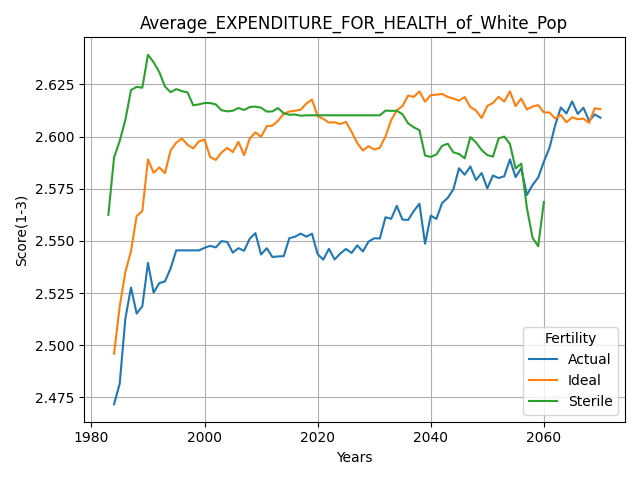 Average_EXPENDITURE_FOR_HEALTH_of_White_Pop
2.625
2.600
2.575
2.550
2.525
2.500
2.475
Score(1-3)
1980
2000
2020
2040
2060
Years
Fertility
Actual
Ideal
Sterile